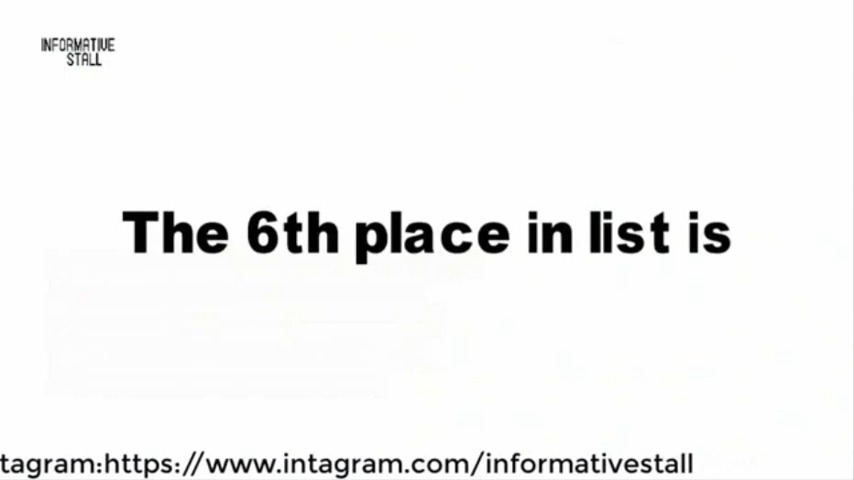 INFORMATIVE
STALL
The 6th place in list is
tagram:https://www.intagram.com/informativestall